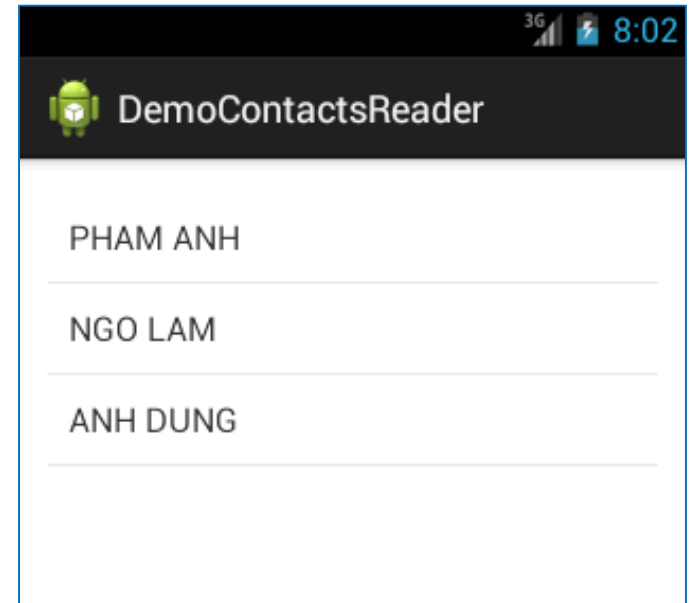 3G 8:02
DemoContactsReader
PHAM ANH
NGO LAM
ANH DUNG